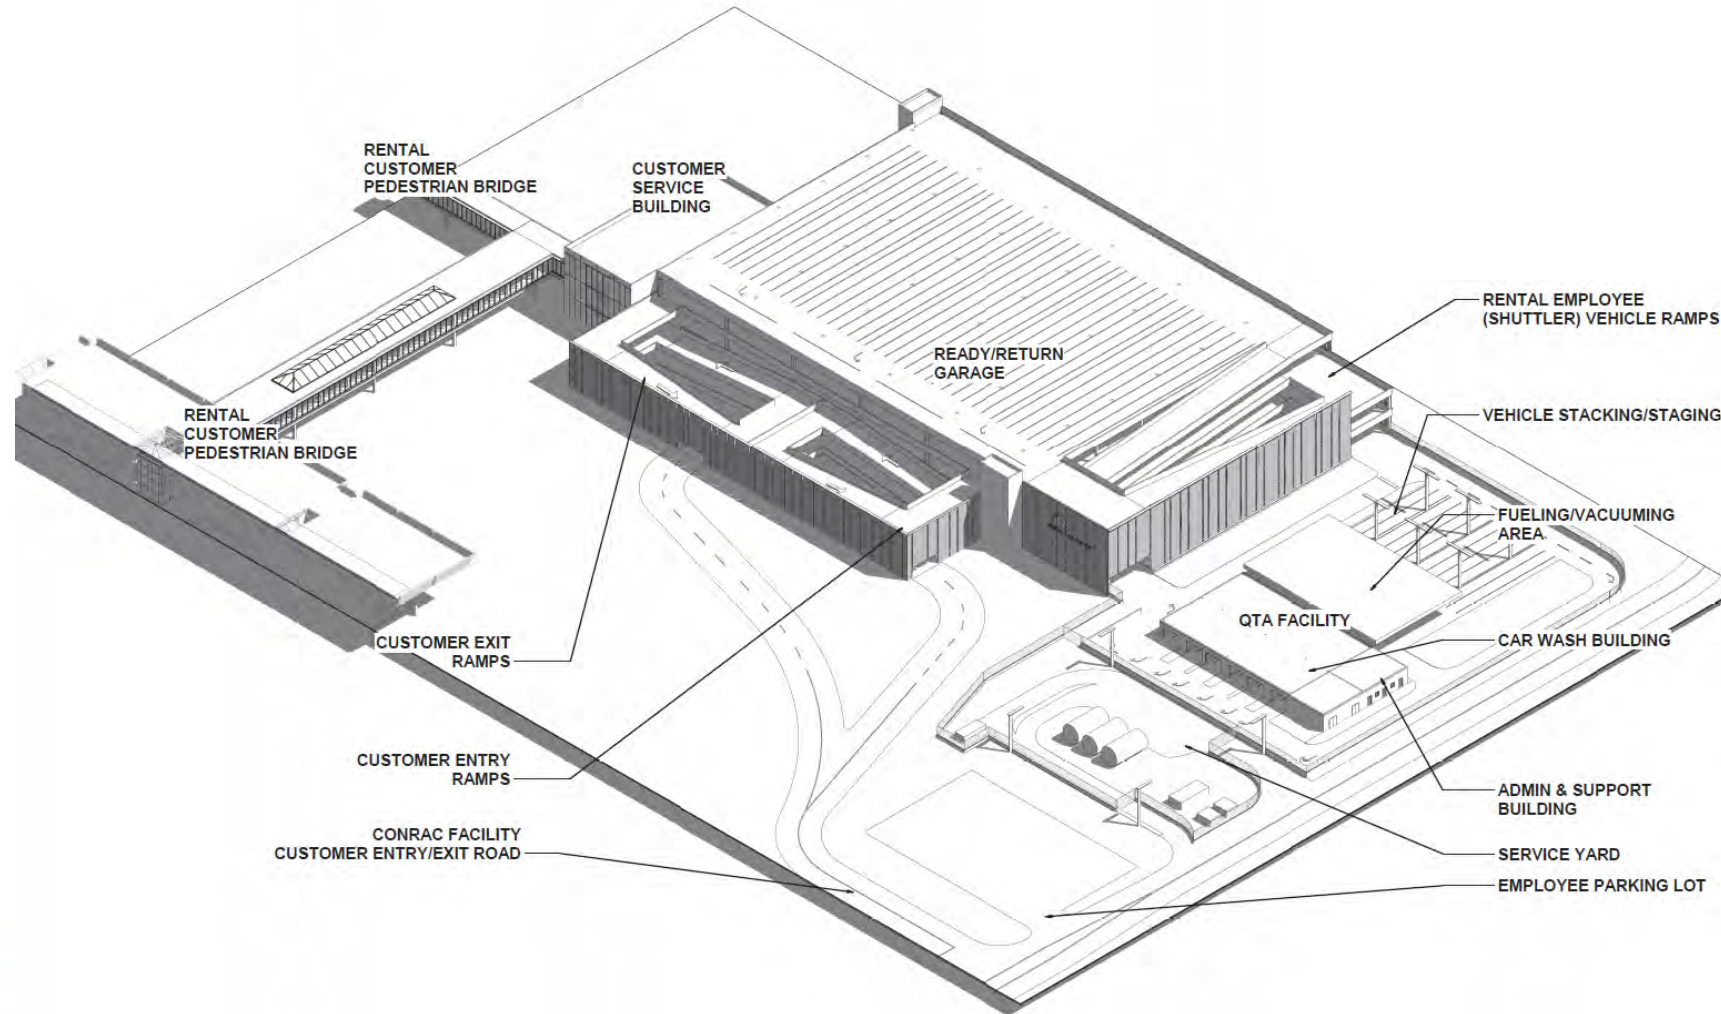 RENTAL
CUSTOMER
PEDESTRIAN BRIDGE
CUSTOMER
SERVICE
BUILDING
RENTAL EMPLOYEE
(SHUTTLER) VEHICLE RAMPS
READY/RETURN
GARAGE
RENTAL
CUSTOMER
PEDESTRIAN BRIDGE
VEHICLE STACKING/STAGING
FUELING/VACUUMING
AREA
QTA FACILITY
CUSTOMER EXIT
RAMPS
CAR WASH BUILDING
CUSTOMER ENTRY
RAMPS
ADMIN & SUPPORT
BUILDING
CONRAC FACILITY
CUSTOMER ENTRY/EXIT ROAD
SERVICE YARD
EMPLOYEE PARKING LOT